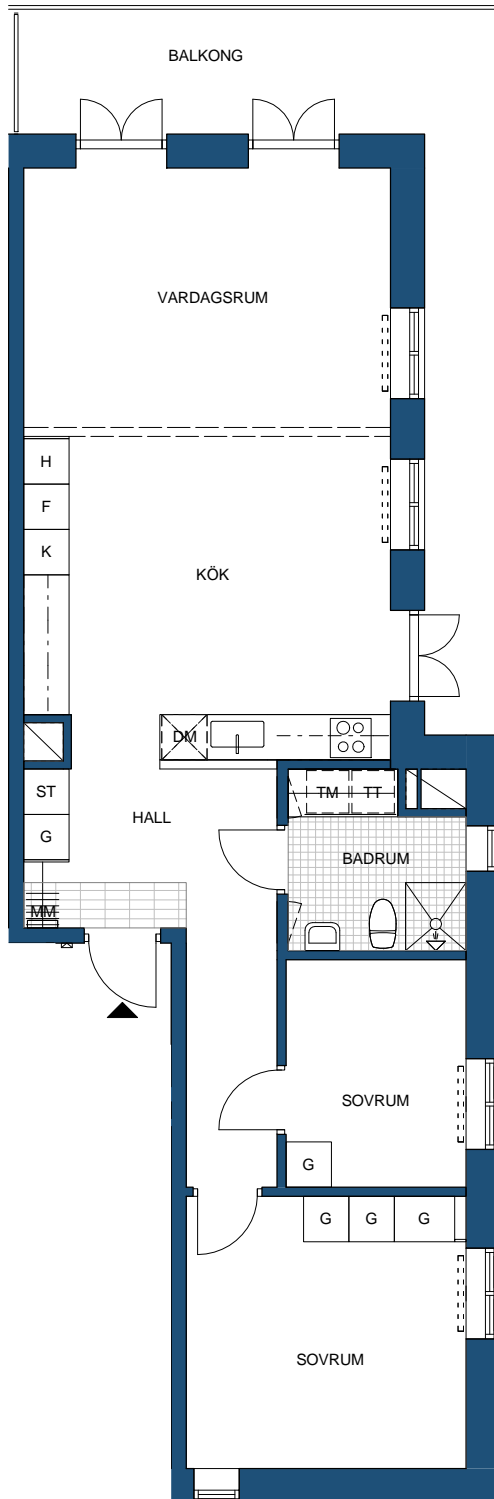 BALKONG
VARDAGSRUM
H
F
K
KÖK
DM
ST
G
HALL
TM TT
BADRUM
MM
SOVRUM
G
G G G
SOVRUM